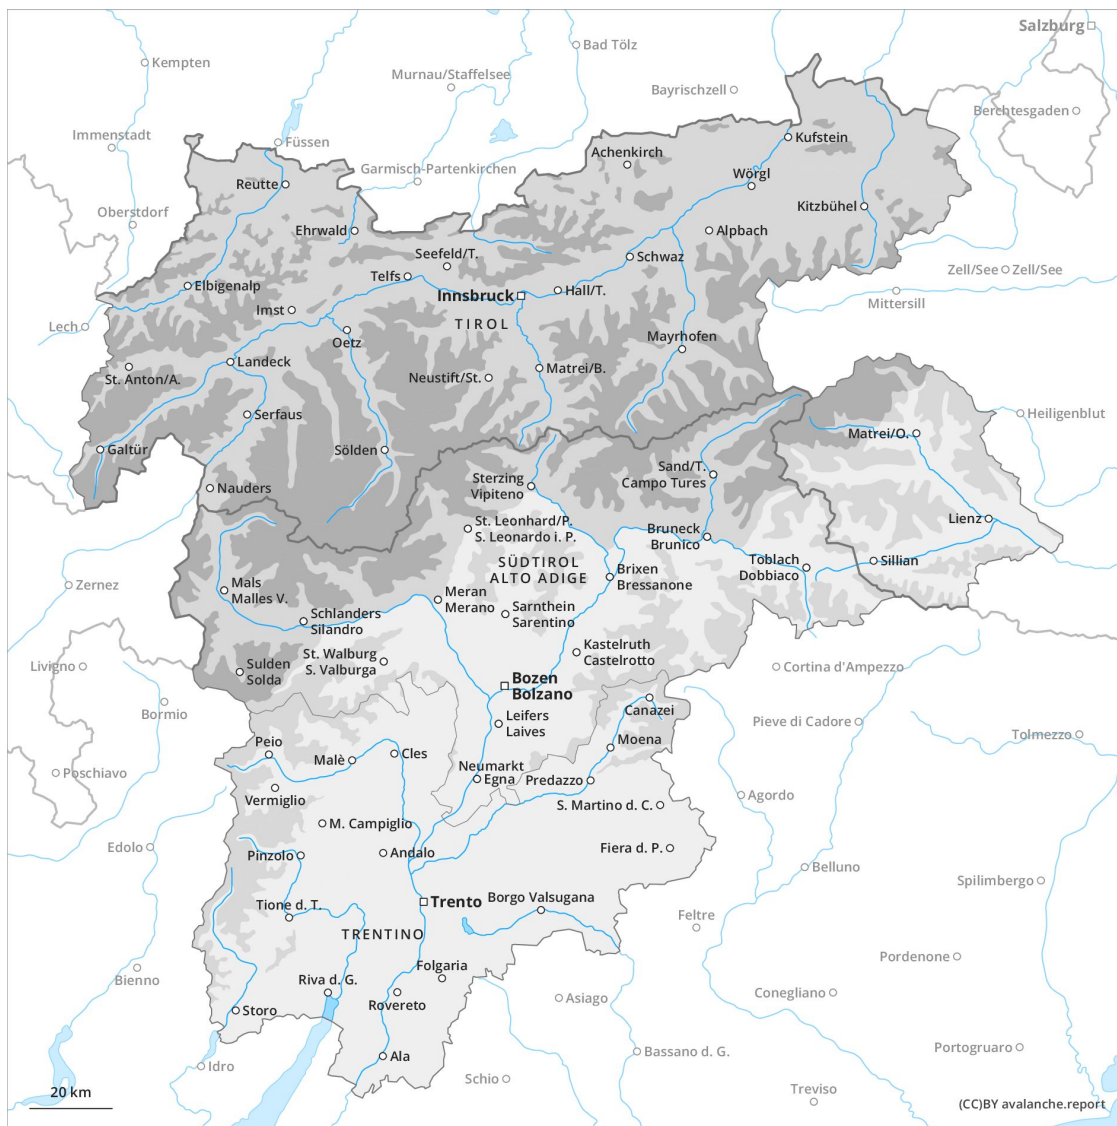 Salzburg
Bad Tölz
Kempten
Murnau/Staffelsee
Bayrischzell
Berchtesgaden
Immenstadt
Füssen
Kufstein
Achenkirch
Garmisch-Partenkirchen
Wörgl
Reutte
Oberstdorf
Kitzbühel
Ehrwald
Alpbach
Seefeld/T.
Schwaz
Telfs
Zell/See
Zell/See
Elbigenalp
Innsbruck
Hall/T.
Mittersill
Imst
TIROL
Lech
Oetz
Mayrhofen
Landeck
St. Anton/A.
Matrei/B.
Neustift/St.
Serfaus
Heiligenblut
Matrei/O.
Galtür
Sölden
Sand/T.
Campo Tures
Sterzing
Vipiteno
Nauders
Lienz
St. Leonhard/P.
S. Leonardo i. P.
Bruneck
Brunico
SÜDTIROL
ALTO ADIGE
Toblach
Dobbiaco
Sillian
Brixen
Bressanone
Zernez
Mals
Malles V.
Meran
Merano
Schlanders
Silandro
Sarnthein
Sarentino
Kastelruth
Castelrotto
St. Walburg
S. Valburga
Livigno
Sulden
Solda
Cortina d'Ampezzo
Bozen
Bolzano
Bormio
Canazei
Leifers
Laives
Pieve di Cadore
Tolmezzo
Peio
Moena
Malè
Cles
Poschiavo
Neumarkt
Egna
Predazzo
Vermiglio
S. Martino d. C.
Agordo
M. Campiglio
Edolo
Pinzolo
Andalo
Fiera d. P.
Belluno
Spilimbergo
Tione d. T.
Trento
Borgo Valsugana
Feltre
TRENTINO
Pordenone
Bienno
Folgaria
Riva d. G.
Rovereto
Asiago
Conegliano
Storo
Ala
Bassano d. G.
Portogruaro
Idro
Schio
Treviso
20 km
(CC)BY avalanche.report